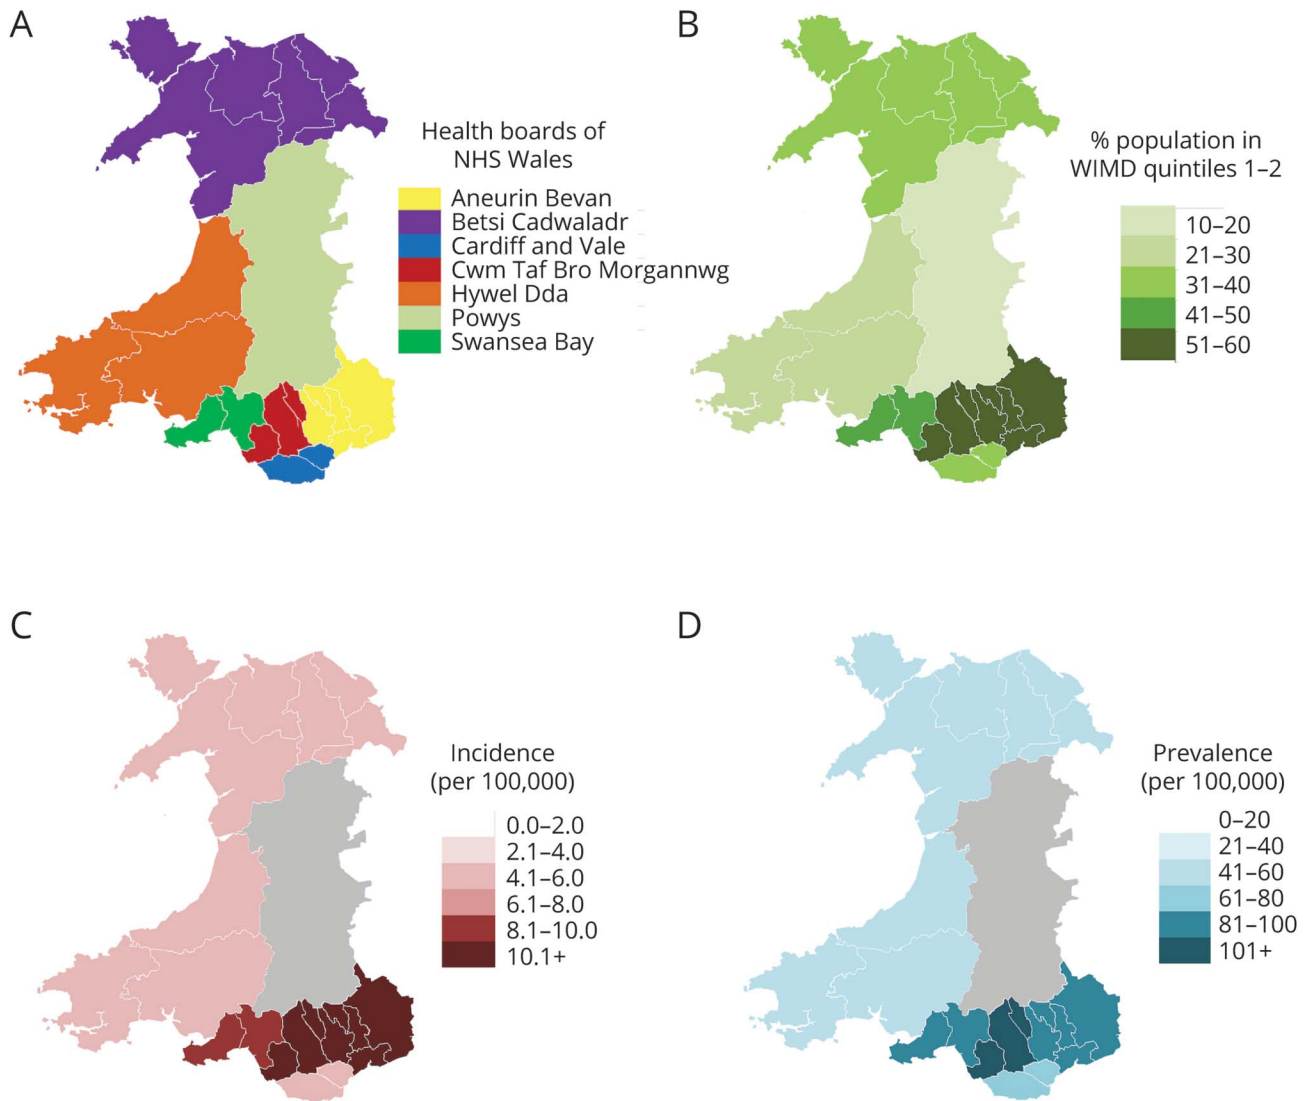 A
Health boards of
NHS Wales
Aneurin Bevan
Betsi Cadwaladr
Cardiff and Vale
Cwm Taf Bro Morgannwg
Hywel Dda
Powys
Swansea Bay
B
% population in
WIMD quintiles 1–2
10–20
21–30
31–40
41–50
51–60
C
Incidence
(per 100,000)
0.0–2.0
2.1–4.0
4.1–6.0
6.1–8.0
8.1–10.0
10.1+
D
Prevalence
(per 100,000)
0–20
21–40
41–60
61–80
81–100
101+